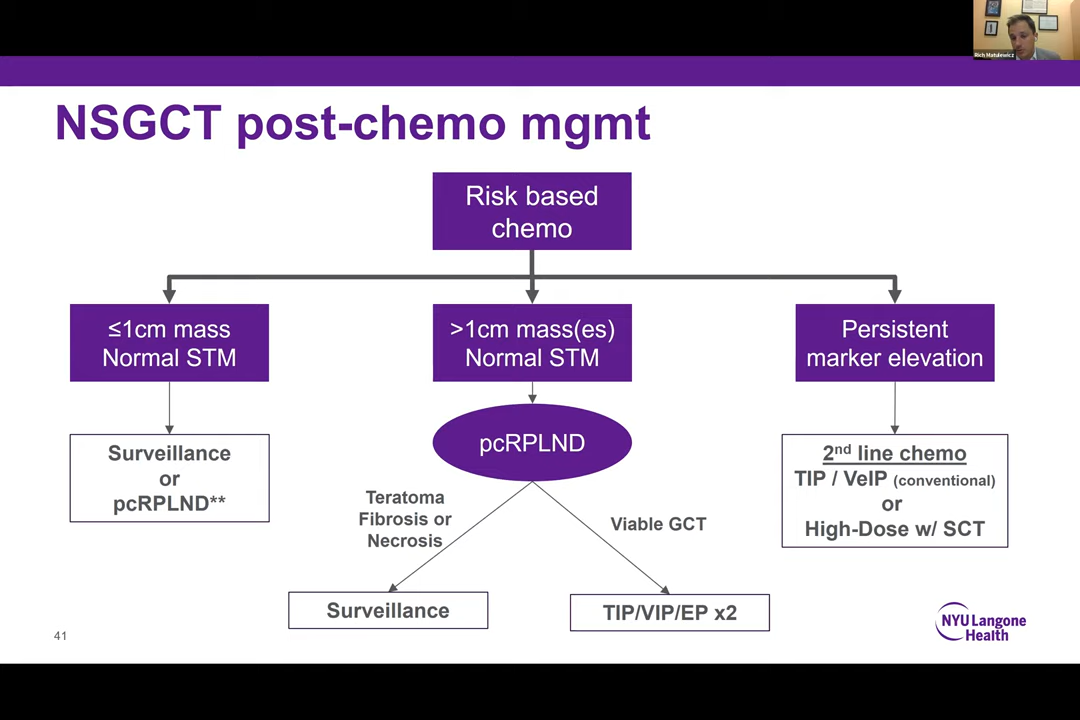 Rich Matulewicz
NSGCT post-chemo mgmt
Risk based
chemo
≤1cm mass
Normal STM
>1cm mass(es)
Normal STM
Persistent
marker elevation
Surveillance
or
pcRPLND**
pcRPLND
2nd line chemo
TIP / VeIP (conventional)
or
High-Dose w/ SCT
Teratoma
Fibrosis or
Necrosis
Viable GCT
Surveillance
TIP/VIP/EP x2
41
NYU Langone
Health